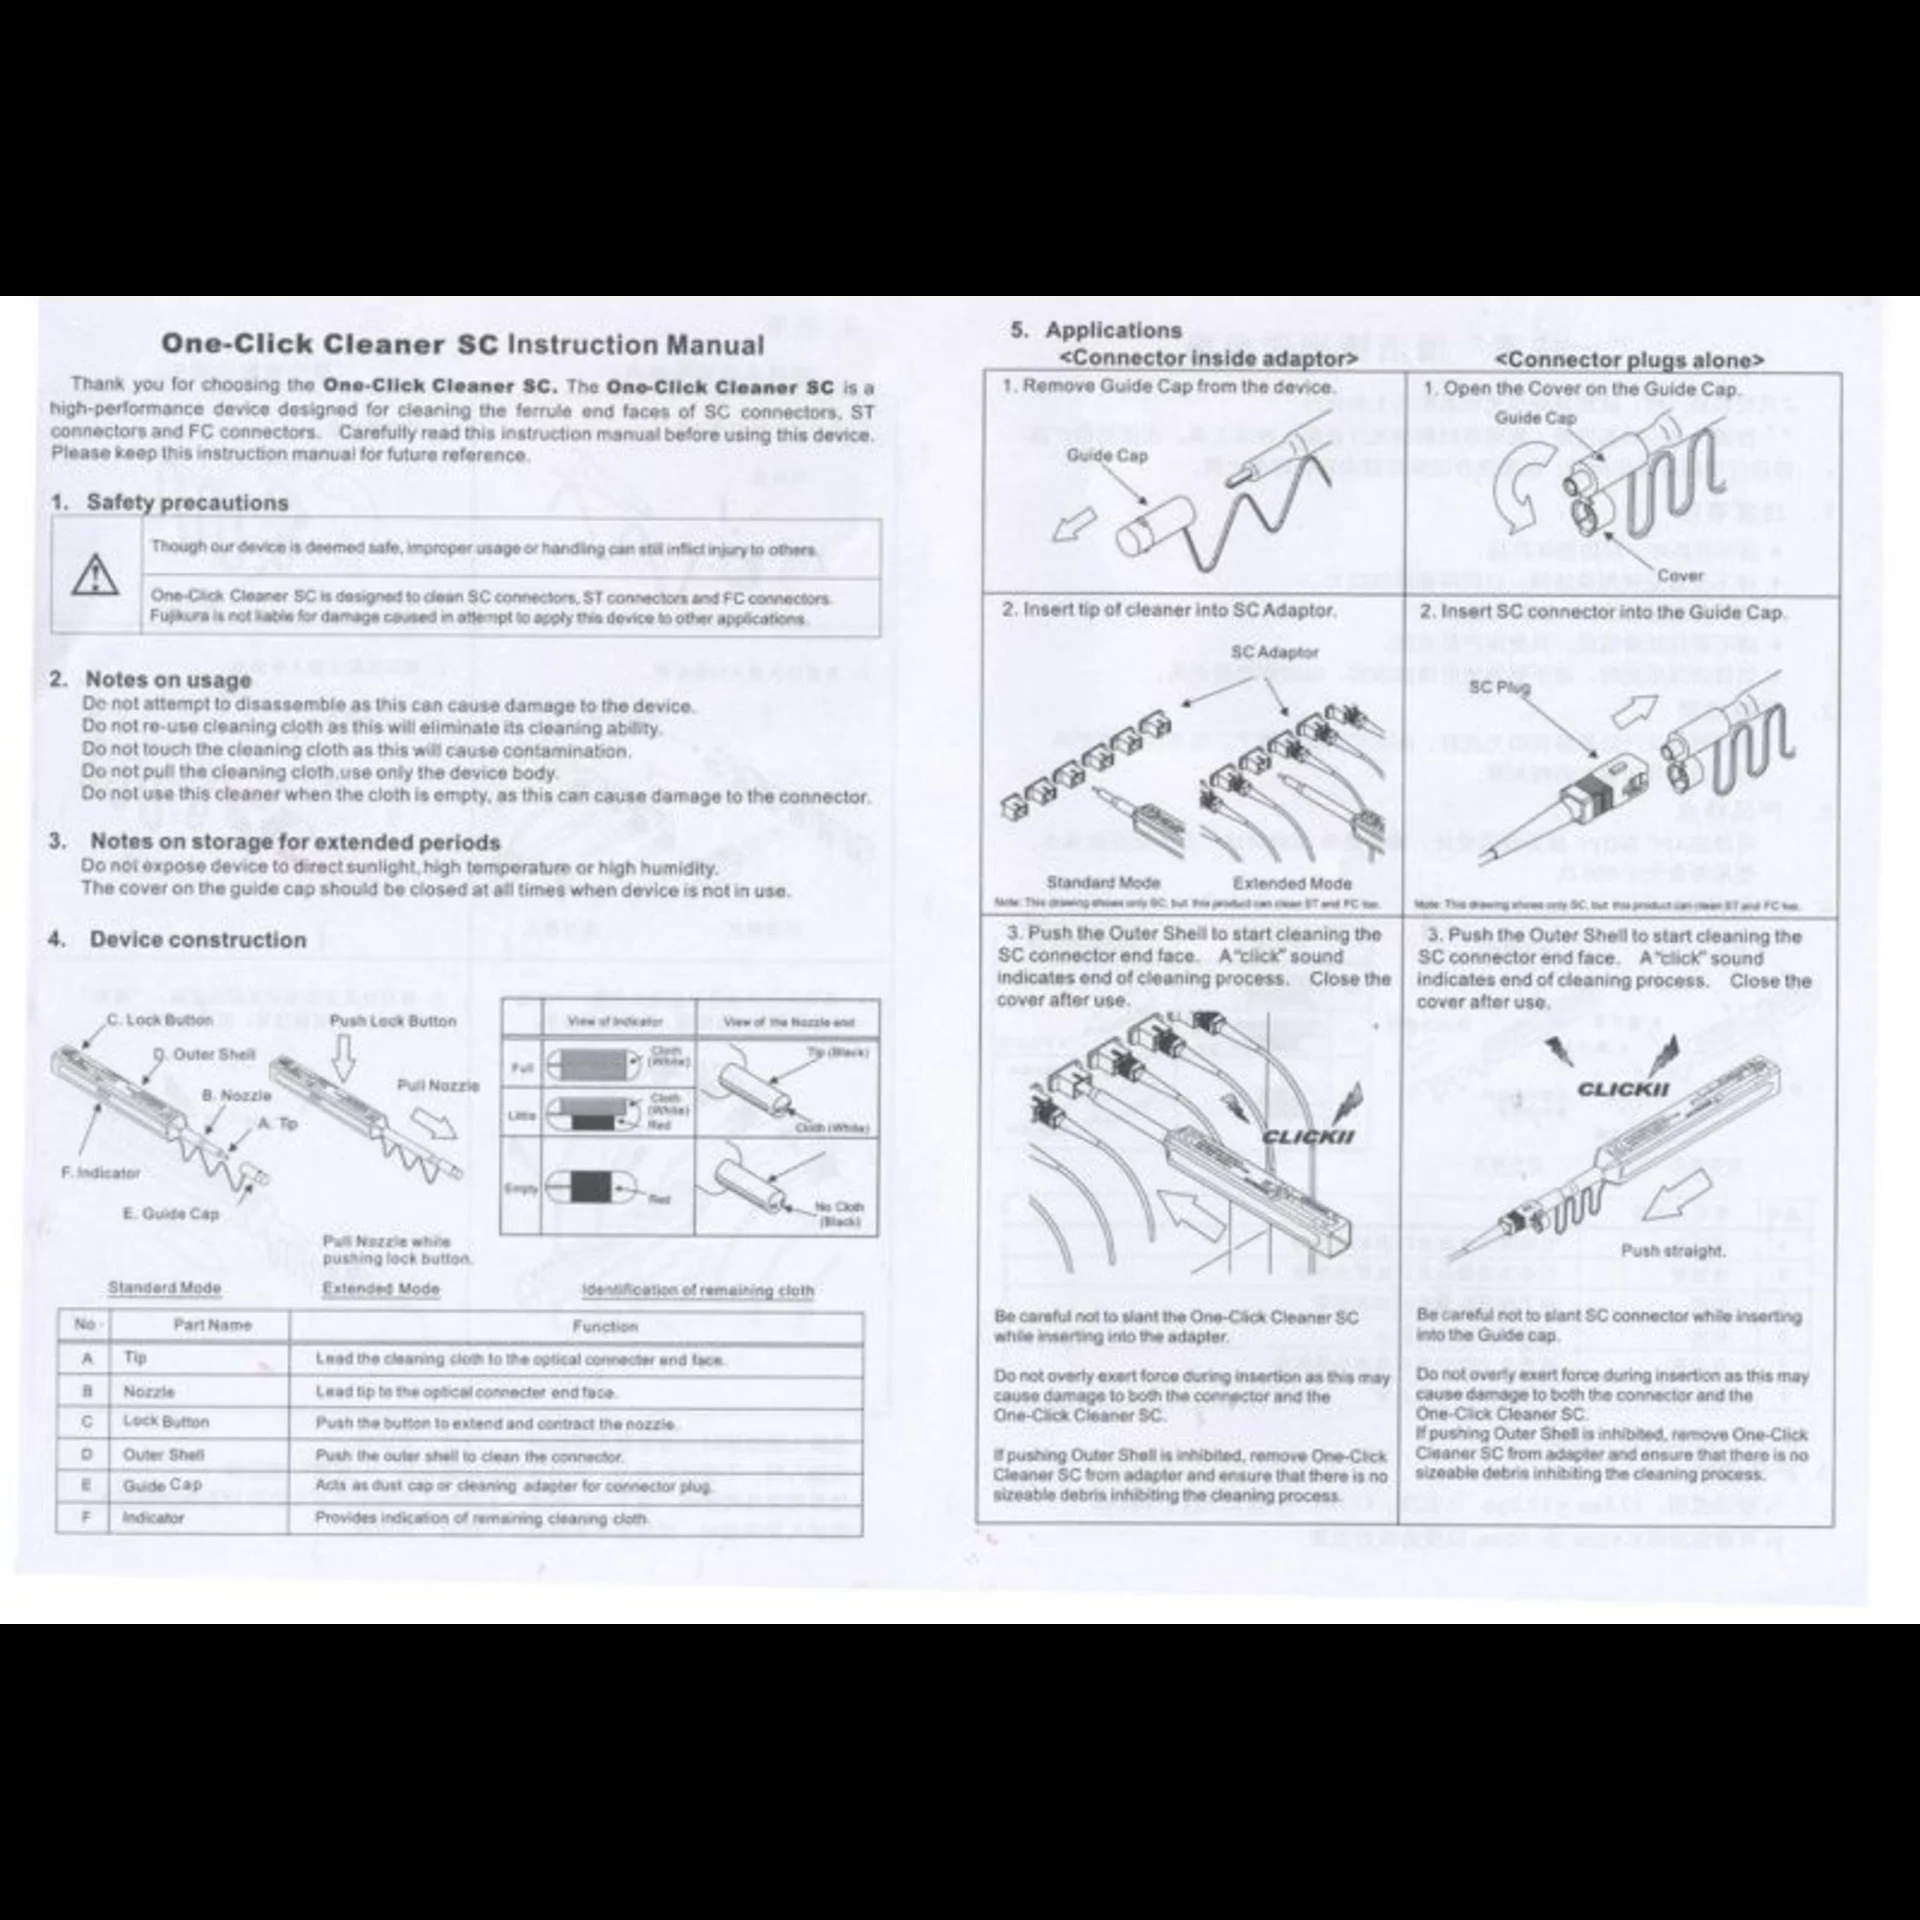 One-Click Cleaner SC Instruction Manual
Thank you for choosing the One-Click Cleaner SC. The One-Click Cleaner SC is a
high-performance device designed for cleaning the ferrule end faces of SC connectors, ST
connectors and FC connectors. Carefully read this instruction manual before using this device.
Please keep this instruction manual for future reference.
1. Safety precautions
Though our device is deemed safe, improper usage or handling can still inflict injury to others.
One-Click Cleaner SC is designed to clean SC connectors, ST connectors and FC connectors.
Fujikura is not liable for damage caused in attempt to apply this device to other applications.
2. Notes on usage
Do not attempt to disassemble as this can cause damage to the device.
Do not re-use cleaning cloth as this will eliminate its cleaning ability.
Do not touch the cleaning cloth as this will cause contamination.
Do not pull the cleaning cloth,use only the device body.
Do not use this cleaner when the cloth is empty, as this can cause damage to the connector.
3. Notes on storage for extended periods
Do not expose device to direct sunlight, high temperature or high humidity.
The cover on the guide cap should be closed at all times when device is not in use.
4. Device construction
C. Lock Button
D. Outer Shell
B. Nozzle
A. Tip
F. Indicator
E. Guide Cap
Push Lock Button
Pull Nozzle
Pull Nozzle while
pushing lock button.
Standard Mode
Extended Mode
View of Indicator
View of the Nozzle end
Full
Cloth
(White)
Tip (Black)
Little
Cloth
(White)
Red
Cloth (White)
Empty
Red
No Cloth
(Black)
Identification of remaining cloth
No Part Name Function
A Tip Lead the cleaning cloth to the optical connecter end face.
B Nozzle Lead tip to the optical connecter end face.
C Lock Button Push the button to extend and contract the nozzle.
D Outer Shell Push the outer shell to clean the connector.
E Guide Cap Acts as dust cap or cleaning adapter for connector plug.
F Indicator Provides indication of remaining cleaning cloth.
5. Applications
<Connector inside adaptor>
1. Remove Guide Cap from the device.
Guide Cap
2. Insert tip of cleaner into SC Adaptor.
SC Adaptor
Standard Mode
Extended Mode
Note: This drawing shows only SC, but this product can clean ST and FC too.
3. Push the Outer Shell to start cleaning the
SC connector end face. A "click" sound
indicates end of cleaning process. Close the
cover after use.
CLICK!!
Be careful not to slant the One-Click Cleaner SC
while inserting into the adapter.
Do not overly exert force during insertion as this may
cause damage to both the connector and the
One-Click Cleaner SC.
If pushing Outer Shell is inhibited, remove One-Click
Cleaner SC from adapter and ensure that there is no
sizeable debris inhibiting the cleaning process.
<Connector plugs alone>
1. Open the Cover on the Guide Cap.
Guide Cap
Cover
2. Insert SC connector into the Guide Cap.
SC Plug
Note: This drawing shows only SC, but this product can clean ST and FC too.
3. Push the Outer Shell to start cleaning the
SC connector end face. A "click" sound
indicates end of cleaning process. Close the
cover after use.
CLICK!!
Push straight.
Be careful not to slant SC connector while inserting
into the Guide cap.
Do not overly exert force during insertion as this may
cause damage to both the connector and the
One-Click Cleaner SC.
If pushing Outer Shell is inhibited, remove One-Click
Cleaner SC from adapter and ensure that there is no
sizeable debris inhibiting the cleaning process.